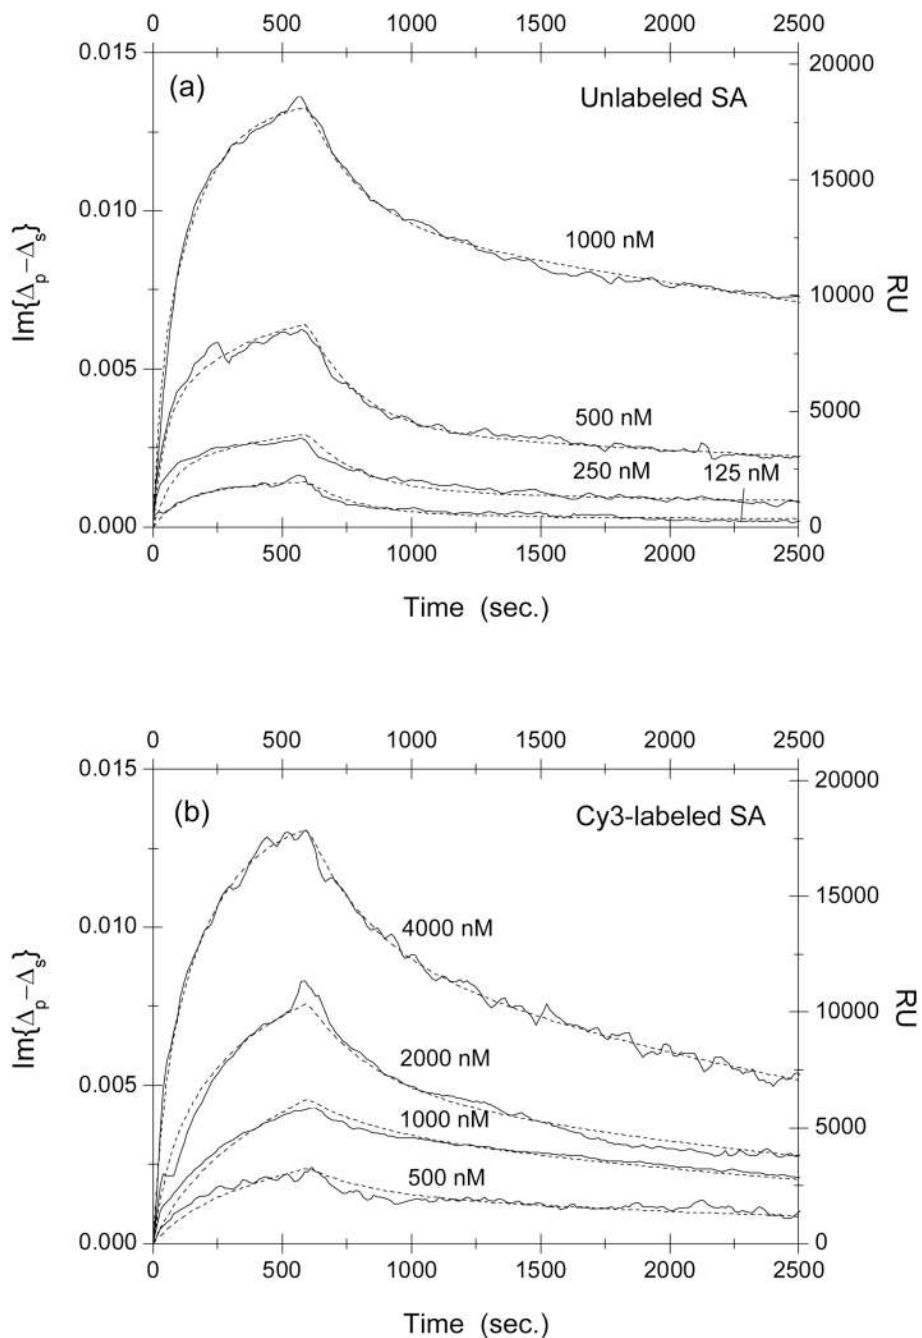 0 500 1000 1500 2000 2500
0.015
20000
(a)
Unlabeled SA
15000
0.010
1000 nM
Im{Δp−Δs}
RU
10000
0.005
500 nM
5000
250 nM
125 nM
0.000
0
0 500 1000 1500 2000 2500
Time (sec.)
0 500 1000 1500 2000 2500
0.015
20000
(b)
Cy3-labeled SA
15000
0.010
4000 nM
Im{Δp−Δs}
RU
10000
2000 nM
0.005
1000 nM
5000
500 nM
0.000
0
0 500 1000 1500 2000 2500
Time (sec.)